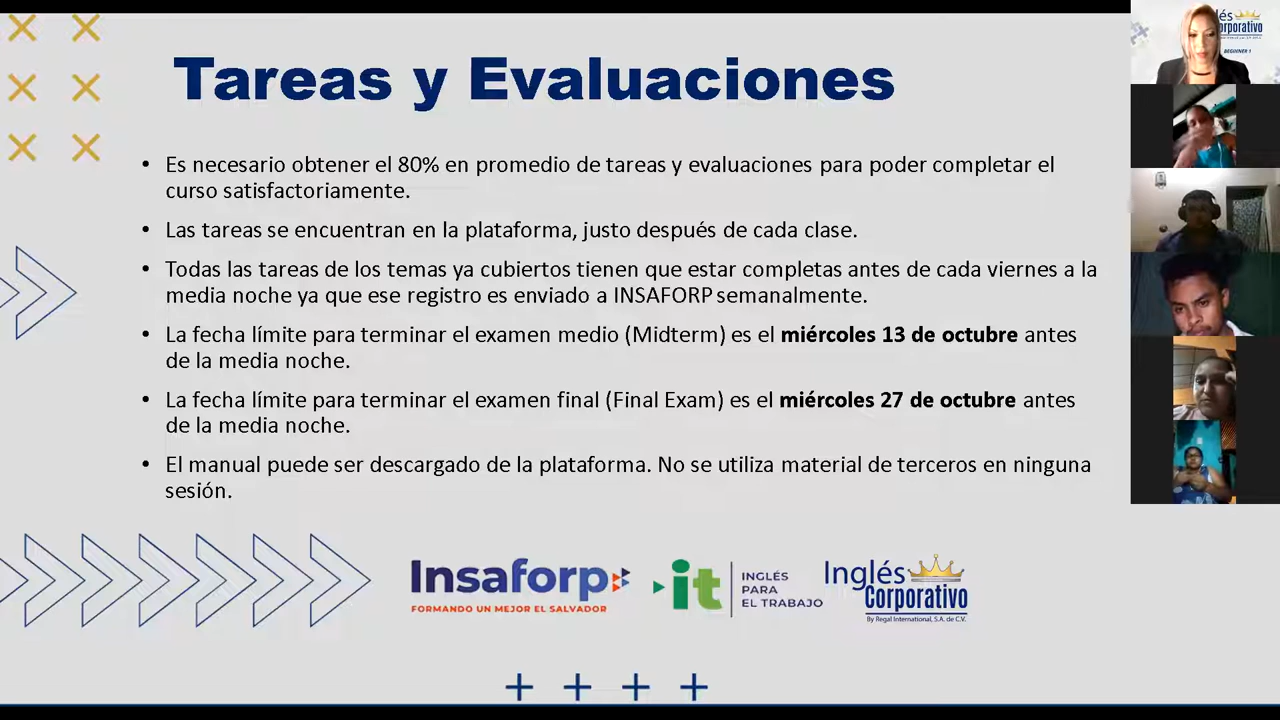 Tareas y Evaluaciones
• Es necesario obtener el 80% en promedio de tareas y evaluaciones para poder completar el
curso satisfactoriamente.
• Las tareas se encuentran en la plataforma, justo después de cada clase.
• Todas las tareas de los temas ya cubiertos tienen que estar completas antes de cada viernes a la
media noche ya que ese registro es enviado a INSAFORP semanalmente.
• La fecha límite para terminar el examen medio (Midterm) es el miércoles 13 de octubre antes
de la media noche.
• La fecha límite para terminar el examen final (Final Exam) es el miércoles 27 de octubre antes
de la media noche.
• El manual puede ser descargado de la plataforma. No se utiliza material de terceros en ninguna
sesión.
Insaforp
FORMANDO UN MEJOR EL SALVADOR
it
INGLÉS
PARA
EL TRABAJO
Inglés
Corporativo
By Regal International, S.A. de C.V.
lés
orporativo
BEGINNER 1